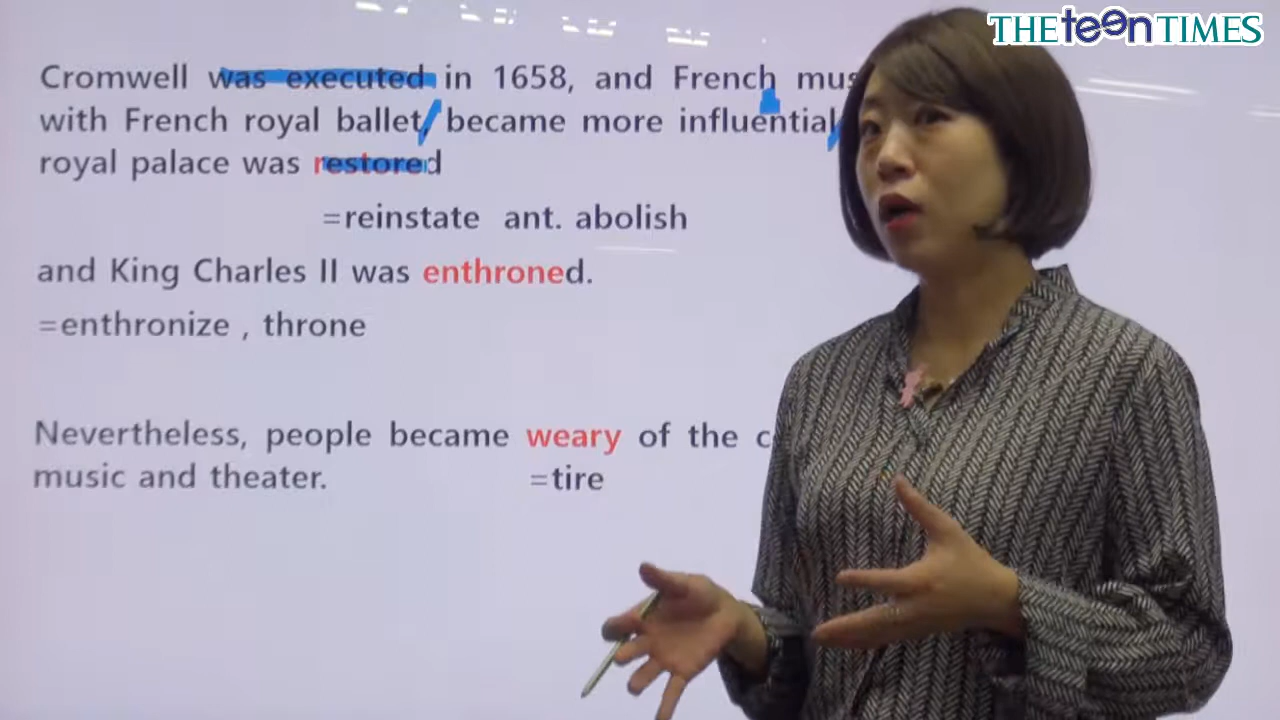 THE teen TIMES
Cromwell was executed in 1658, and French
with French royal ballet, became more influential,
royal palace was restored
=reinstate ant. abolish
and King Charles II was enthroned.
=enthronize , throne
Nevertheless, people became weary of the
music and theater.
=tire